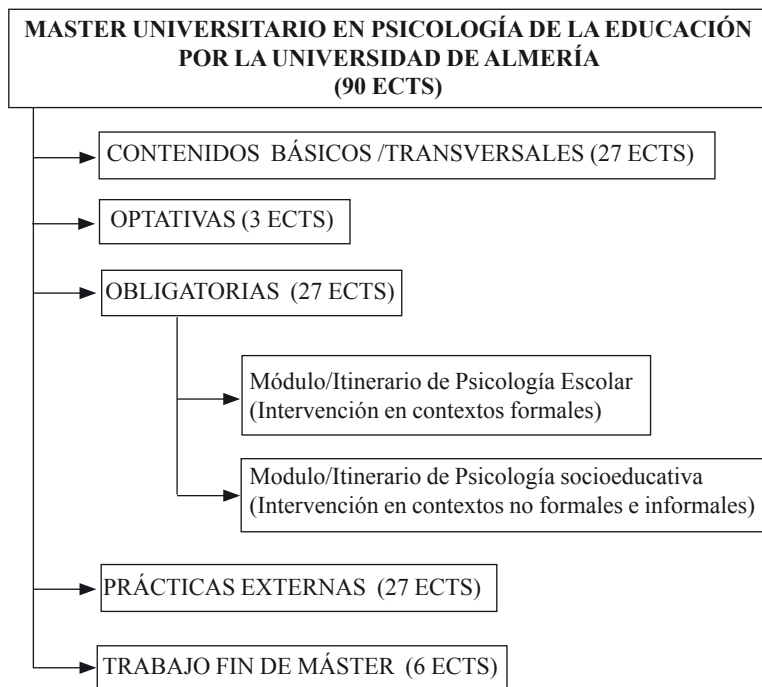 MASTER UNIVERSITARIO EN PSICOLOGÍA DE LA EDUCACIÓN
POR LA UNIVERSIDAD DE ALMERÍA
(90 ECTS)
CONTENIDOS BÁSICOS /TRANSVERSALES (27 ECTS)
OPTATIVAS (3 ECTS)
OBLIGATORIAS (27 ECTS)
Módulo/Itinerario de Psicología Escolar
(Intervención en contextos formales)
Modulo/Itinerario de Psicología socioeducativa
(Intervención en contextos no formales e informales)
PRÁCTICAS EXTERNAS (27 ECTS)
TRABAJO FIN DE MÁSTER (6 ECTS)